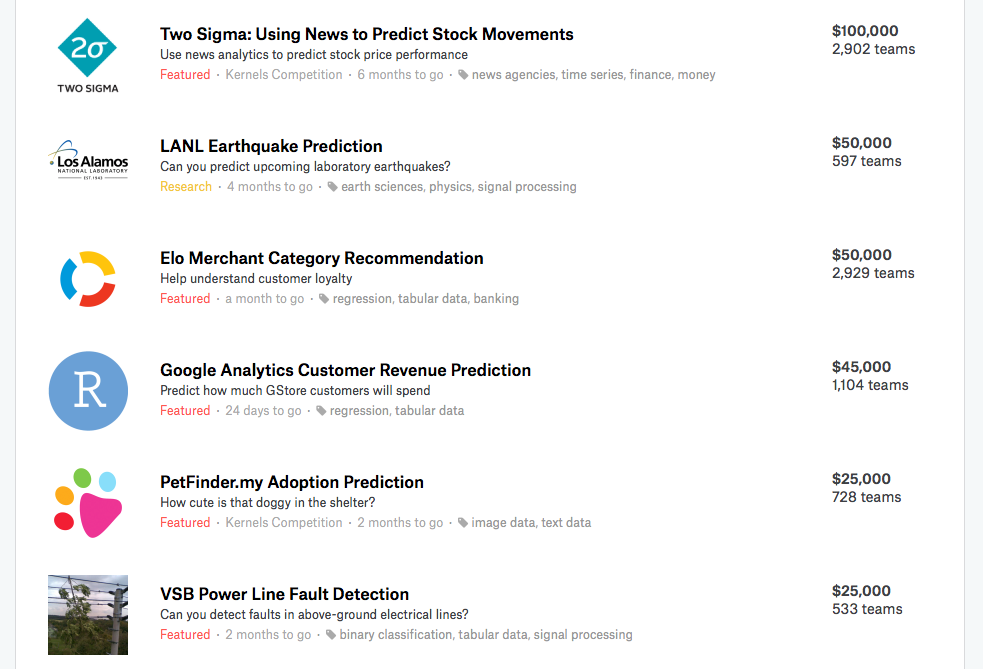 2σ
TWO SIGMA
Two Sigma: Using News to Predict Stock Movements
Use news analytics to predict stock price performance
Featured · Kernels Competition · 6 months to go · news agencies, time series, finance, money
$100,000
2,902 teams
Los Alamos
NATIONAL LABORATORY
EST. 1943
LANL Earthquake Prediction
Can you predict upcoming laboratory earthquakes?
Research · 4 months to go · earth sciences, physics, signal processing
$50,000
597 teams
Elo Merchant Category Recommendation
Help understand customer loyalty
Featured · a month to go · regression, tabular data, banking
$50,000
2,929 teams
R
Google Analytics Customer Revenue Prediction
Predict how much GStore customers will spend
Featured · 24 days to go · regression, tabular data
$45,000
1,104 teams
PetFinder.my Adoption Prediction
How cute is that doggy in the shelter?
Featured · Kernels Competition · 2 months to go · image data, text data
$25,000
728 teams
VSB Power Line Fault Detection
Can you detect faults in above-ground electrical lines?
Featured · 2 months to go · binary classification, tabular data, signal processing
$25,000
533 teams